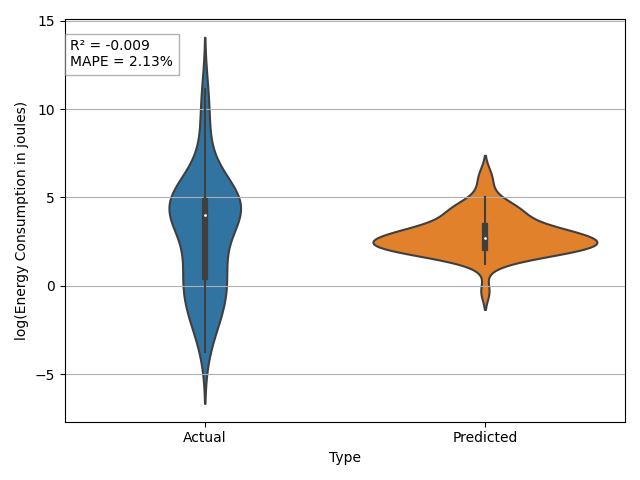 15
10
5
0
−5
log(Energy Consumption in joules)
R² = -0.009
MAPE = 2.13%
Actual
Predicted
Type